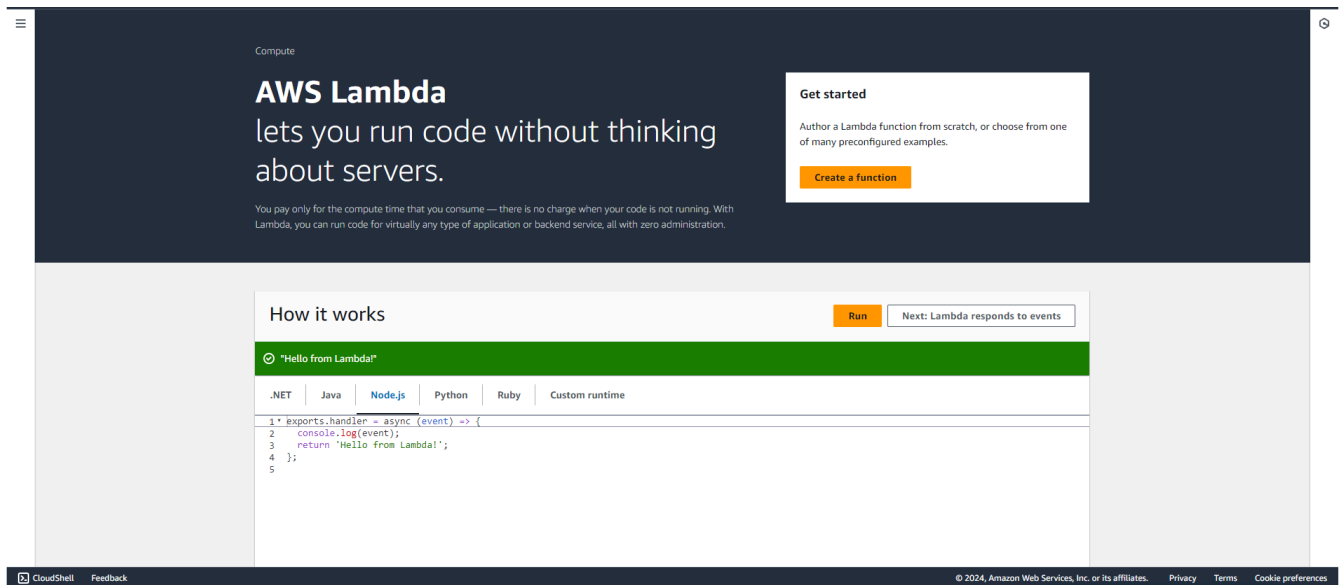 Compute
AWS Lambda
lets you run code without thinking
about servers.
You pay only for the compute time that you consume — there is no charge when your code is not running. With
Lambda, you can run code for virtually any type of application or backend service, all with zero administration.
Get started
Author a Lambda function from scratch, or choose from one
of many preconfigured examples.
Create a function
How it works
Run
Next: Lambda responds to events
"Hello from Lambda!"
.NET
Java
Node.js
Python
Ruby
Custom runtime
1 exports.handler = async (event) => {
2 console.log(event);
3 return 'Hello from Lambda!';
4 };
5
CloudShell
Feedback
© 2024, Amazon Web Services, Inc. or its affiliates.
Privacy
Terms
Cookie preferences